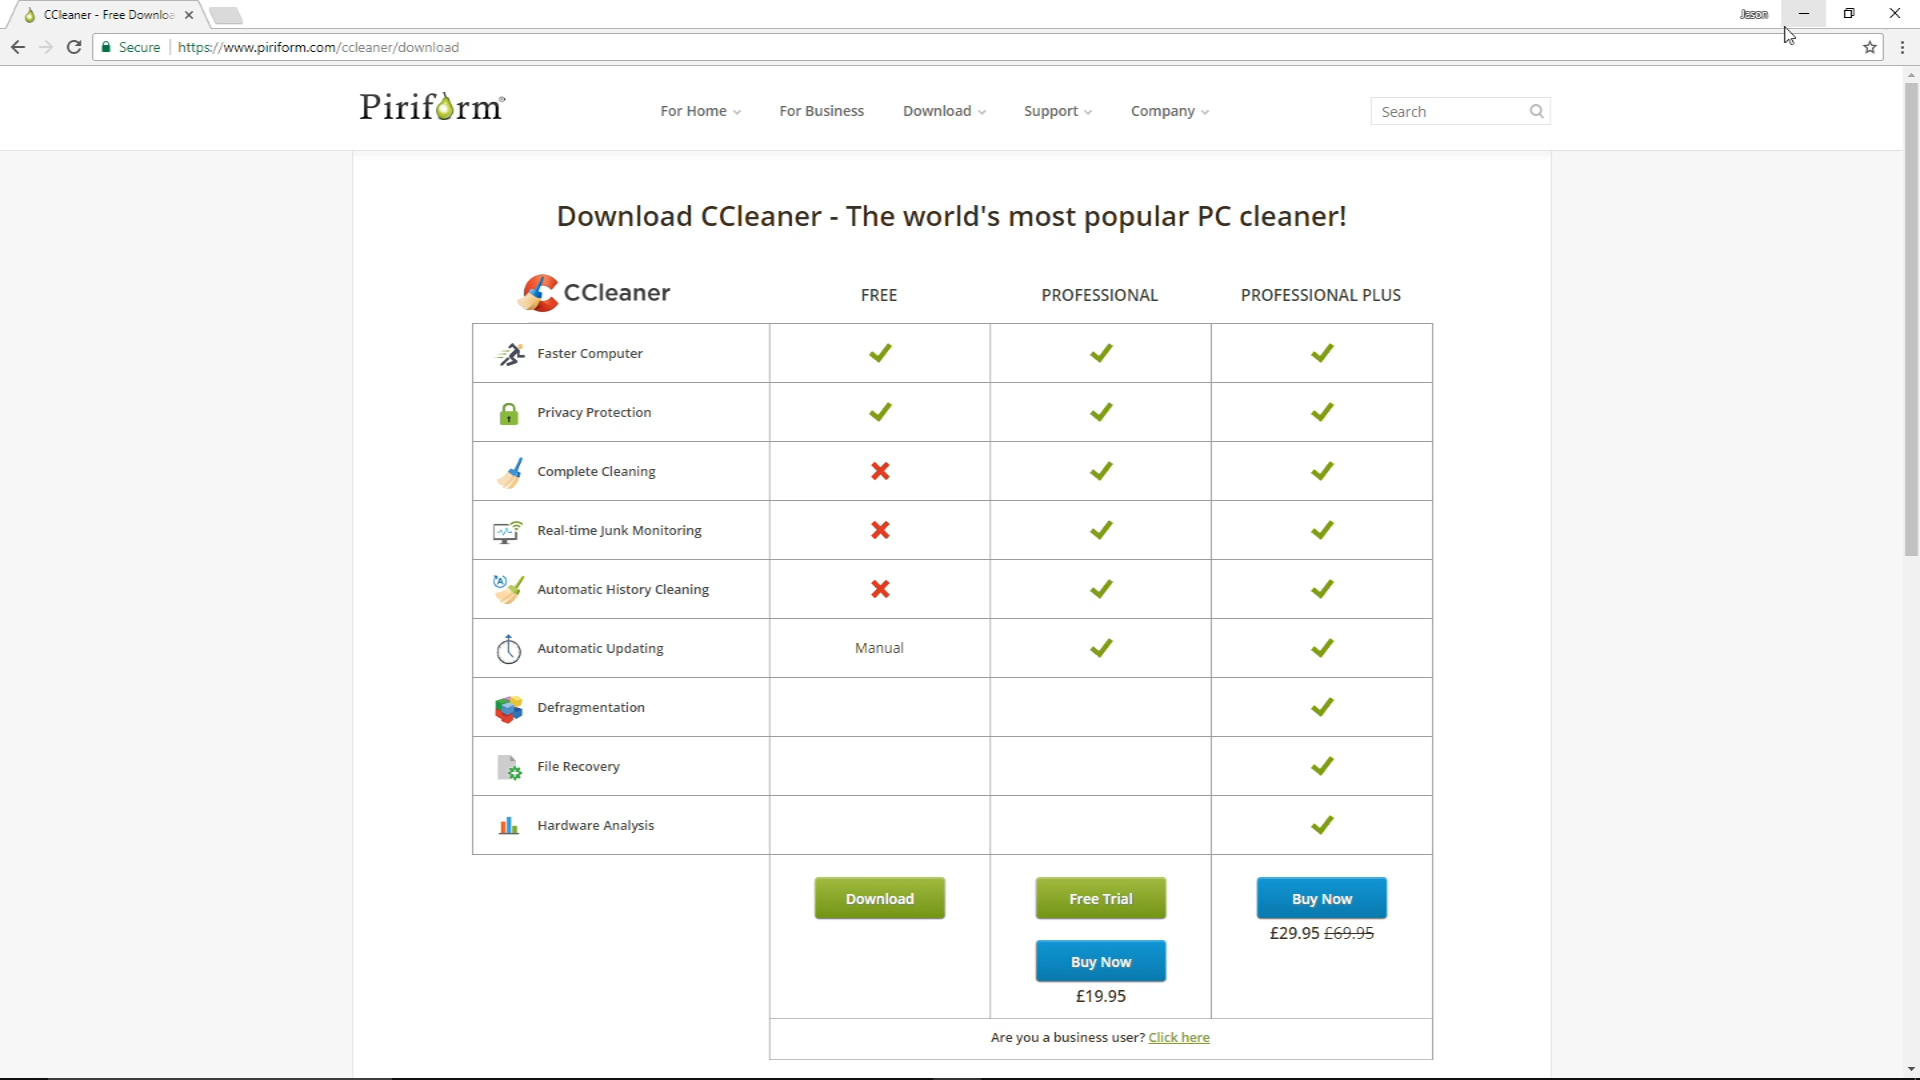 CCleaner - Free Downloa
Jason
Secure https://www.piriform.com/ccleaner/download
Piriform®
For Home For Business Download Support Company Search
Download CCleaner - The world's most popular PC cleaner!
CCleaner FREE PROFESSIONAL PROFESSIONAL PLUS
Faster Computer
Privacy Protection
Complete Cleaning
Real-time Junk Monitoring
Automatic History Cleaning
Automatic Updating Manual
Defragmentation
File Recovery
Hardware Analysis
Download Free Trial Buy Now
£29.95 £69.95
Buy Now
£19.95
Are you a business user? Click here